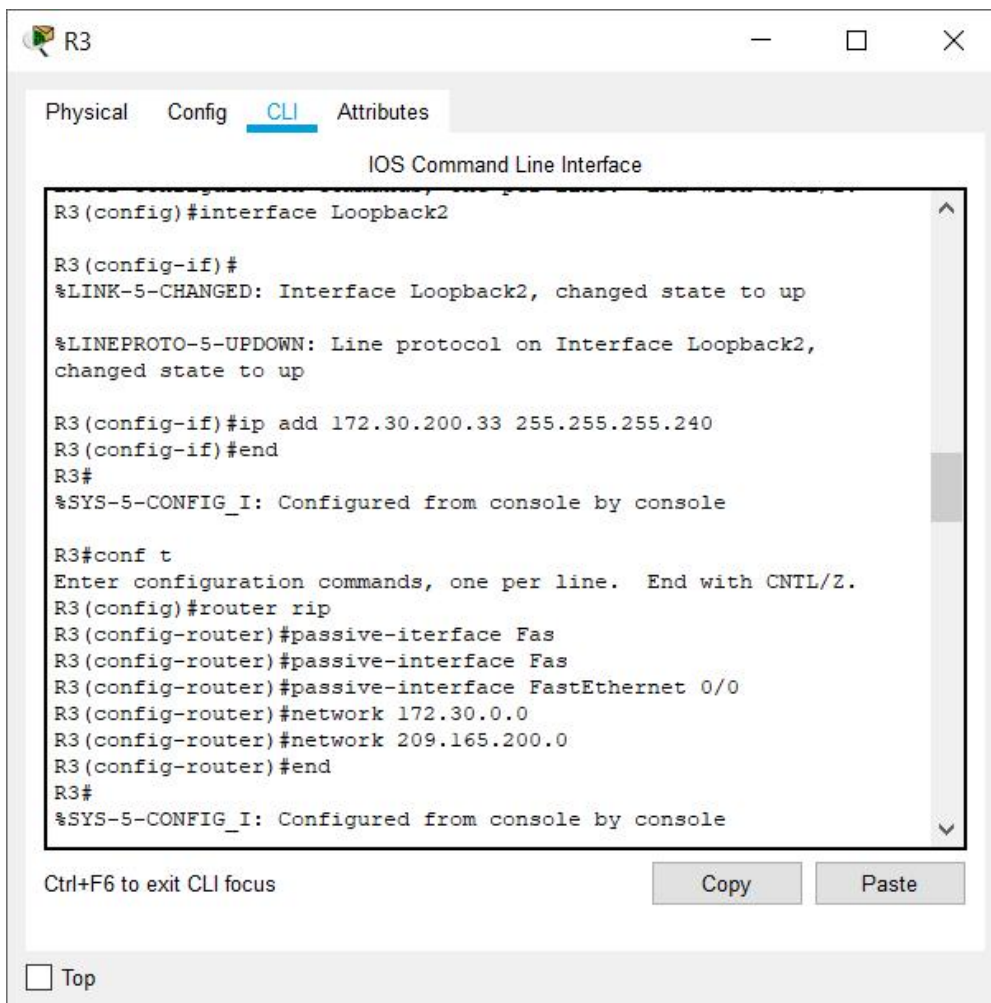 R3
Physical Config CLI Attributes
IOS Command Line Interface
R3(config)#interface Loopback2
R3(config-if)#
%LINK-5-CHANGED: Interface Loopback2, changed state to up
%LINEPROTO-5-UPDOWN: Line protocol on Interface Loopback2,
changed state to up
R3(config-if)#ip add 172.30.200.33 255.255.255.240
R3(config-if)#end
R3#
%SYS-5-CONFIG_I: Configured from console by console
R3#conf t
Enter configuration commands, one per line. End with CNTL/Z.
R3(config)#router rip
R3(config-router)#passive-iterface Fas
R3(config-router)#passive-interface Fas
R3(config-router)#passive-interface FastEthernet 0/0
R3(config-router)#network 172.30.0.0
R3(config-router)#network 209.165.200.0
R3(config-router)#end
R3#
%SYS-5-CONFIG_I: Configured from console by console
Ctrl+F6 to exit CLI focus
Copy Paste
Top